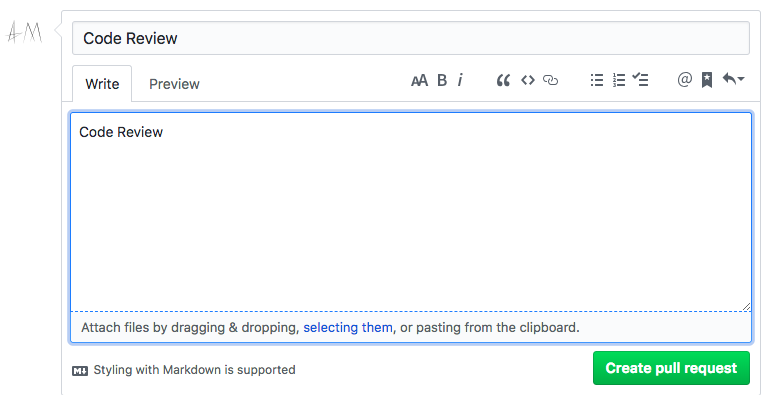 AM
Code Review
Write Preview AA B i @
Code Review
Attach files by dragging & dropping, selecting them, or pasting from the clipboard.
M↓ Styling with Markdown is supported
Create pull request